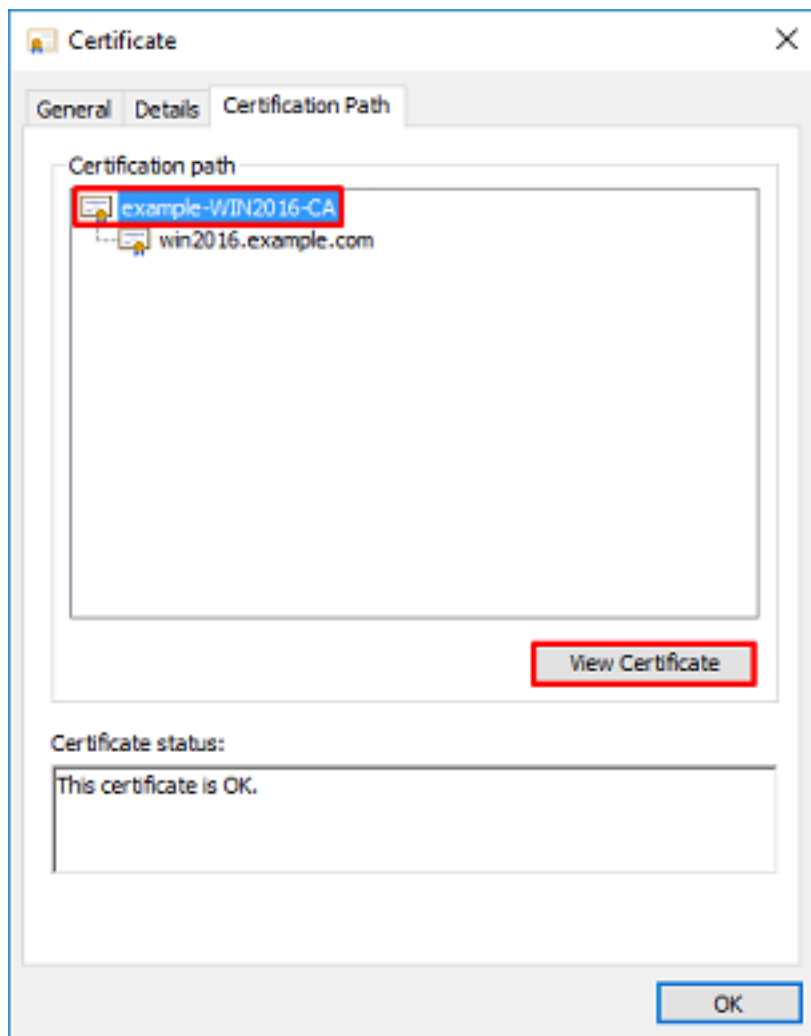 Certificate
General Details Certification Path
Certification path
example-WIN2016-CA
win2016.example.com
View Certificate
Certificate status:
This certificate is OK.
OK